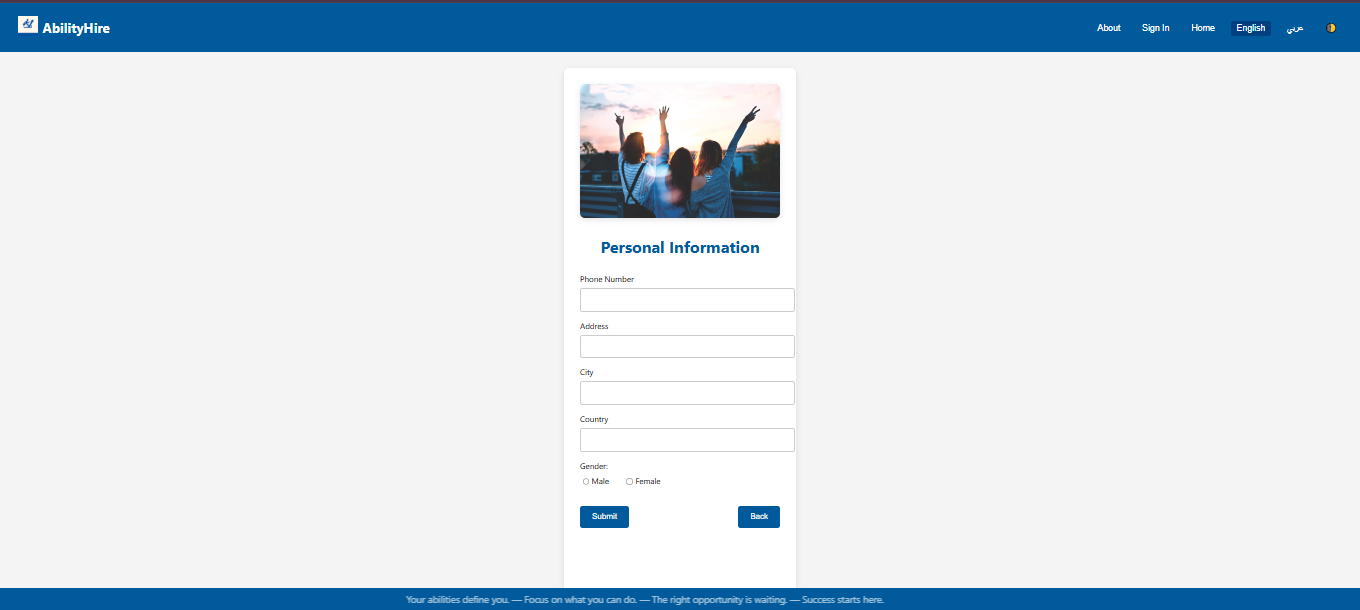 AbilityHire
About Sign In Home English عربي
Personal Information
Phone Number
Address
City
Country
Gender:
Male Female
Submit Back
Your abilities define you. — Focus on what you can do. — The right opportunity is waiting. — Success starts here.